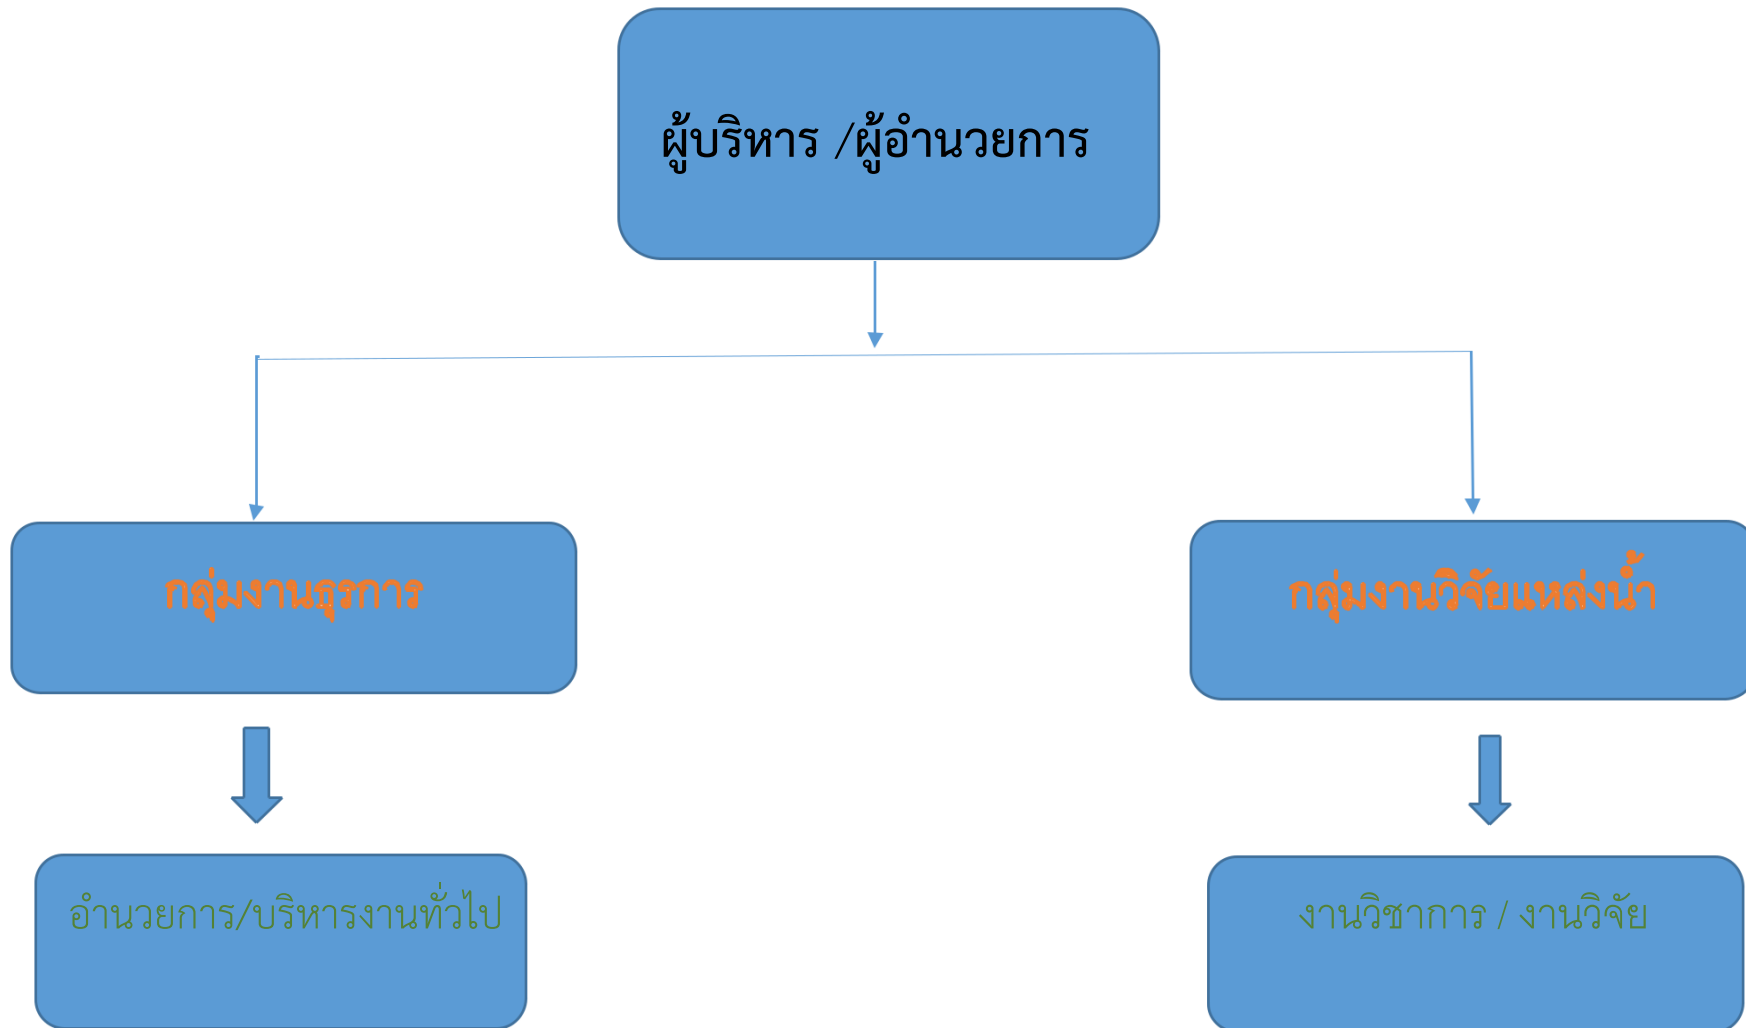 ผู้บริหาร /ผู้อำนวยการ
กลุ่มงานธุรการ
กลุ่มงานวิจัยแหล่งน้ำ
อำนวยการ/บริหารงานทั่วไป
งานวิชาการ / งานวิจัย